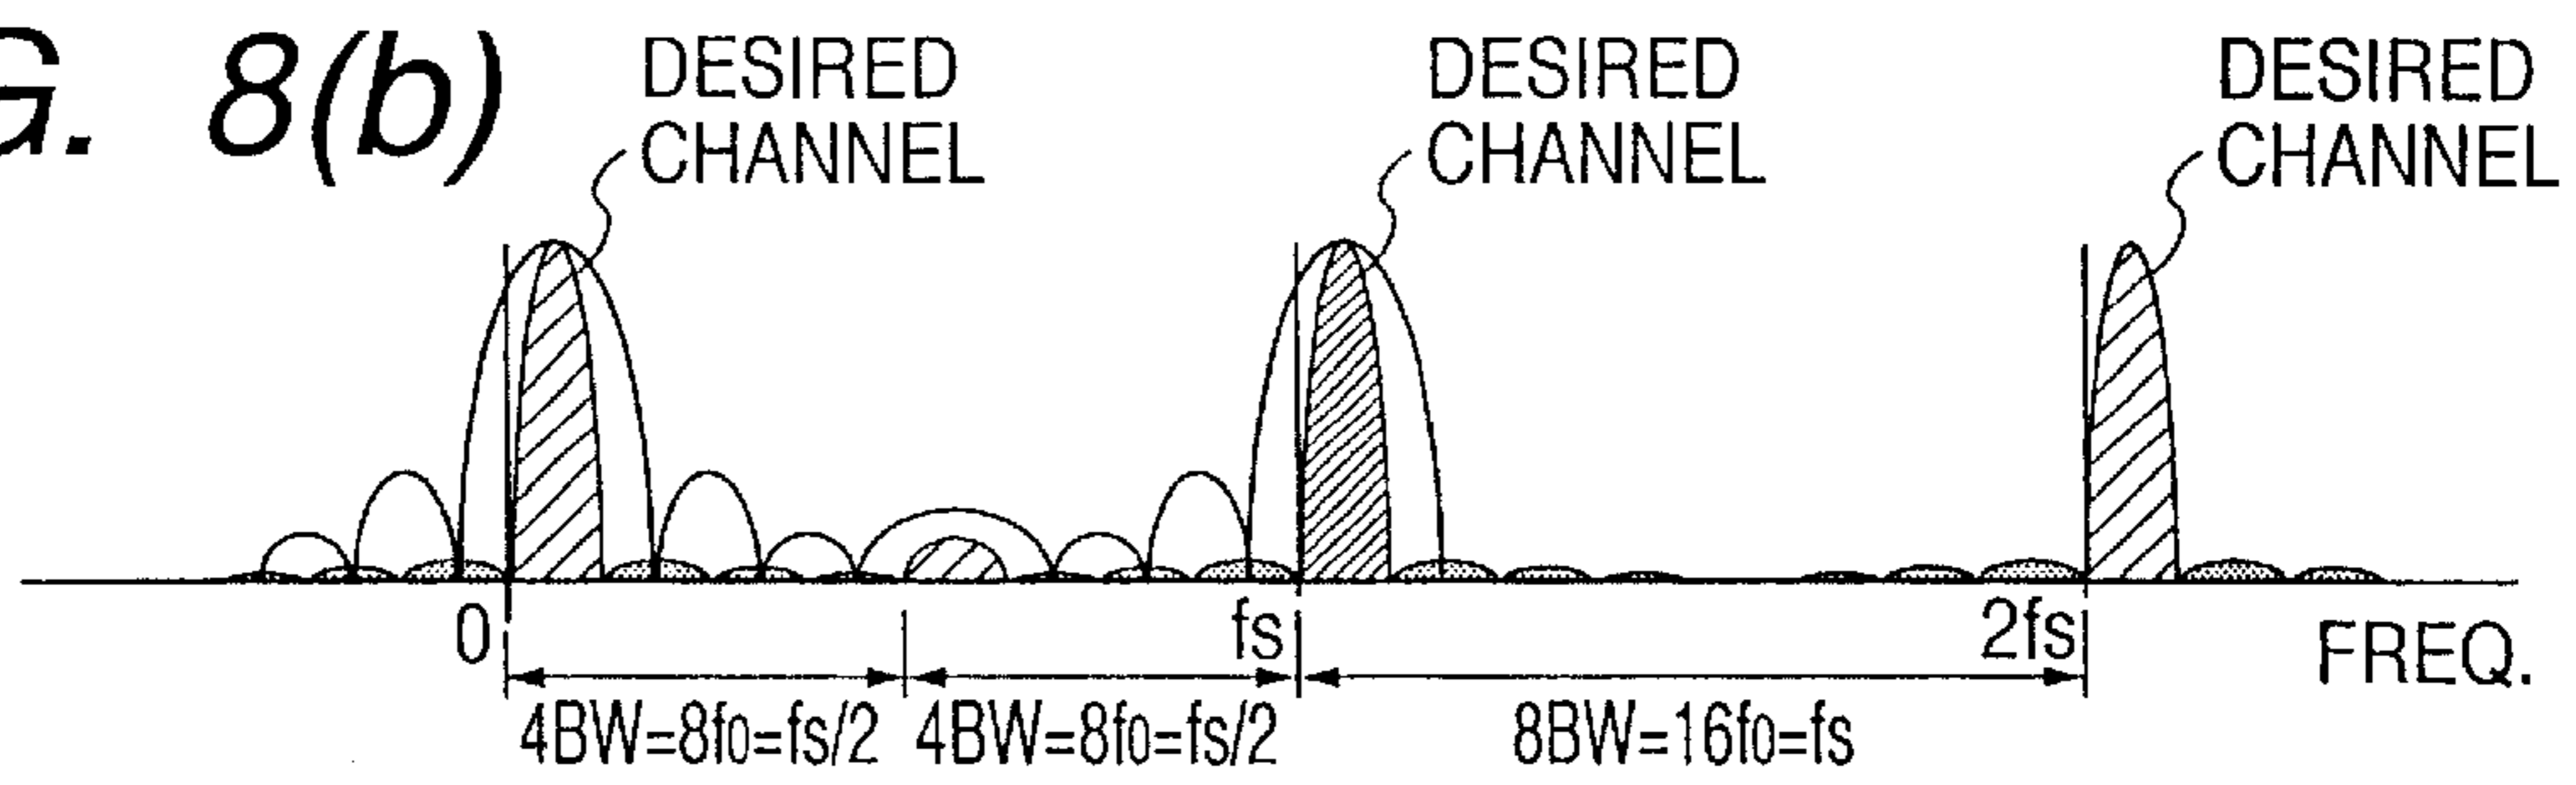 G. 8(b)
DESIRED
CHANNEL
DESIRED
CHANNEL
DESIRED
CHANNEL
0
fs
2fs
FREQ.
4BW=8f0=fs/2
4BW=8f0=fs/2
8BW=16f0=fs